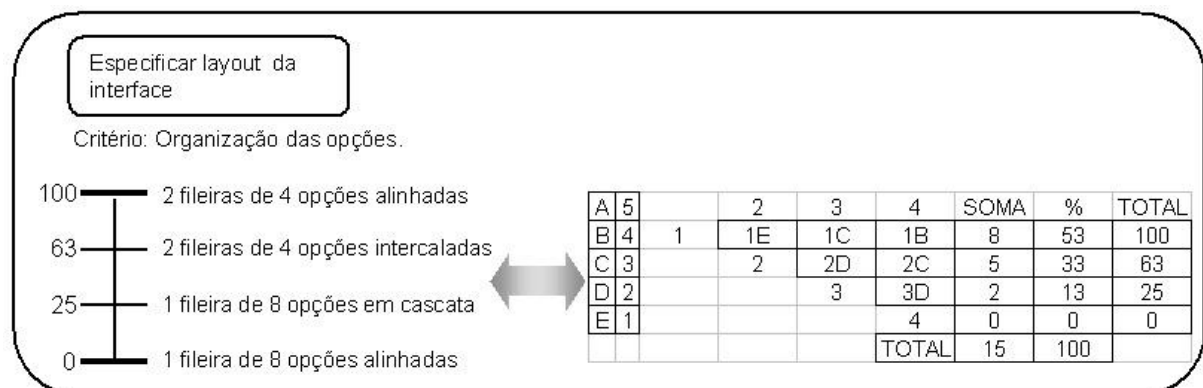 Especificar layout da
interface
Critério: Organização das opções.
100 2 fileiras de 4 opções alinhadas
63 2 fileiras de 4 opções intercaladas
25 1 fileira de 8 opções em cascata
0 1 fileira de 8 opções alinhadas
A 5 2 3 4 SOMA % TOTAL
B 4 1 1E 1C 1B 8 53 100
C 3 2 2D 2C 5 33 63
D 2 3 3D 2 13 25
E 1 4 0 0 0
TOTAL 15 100